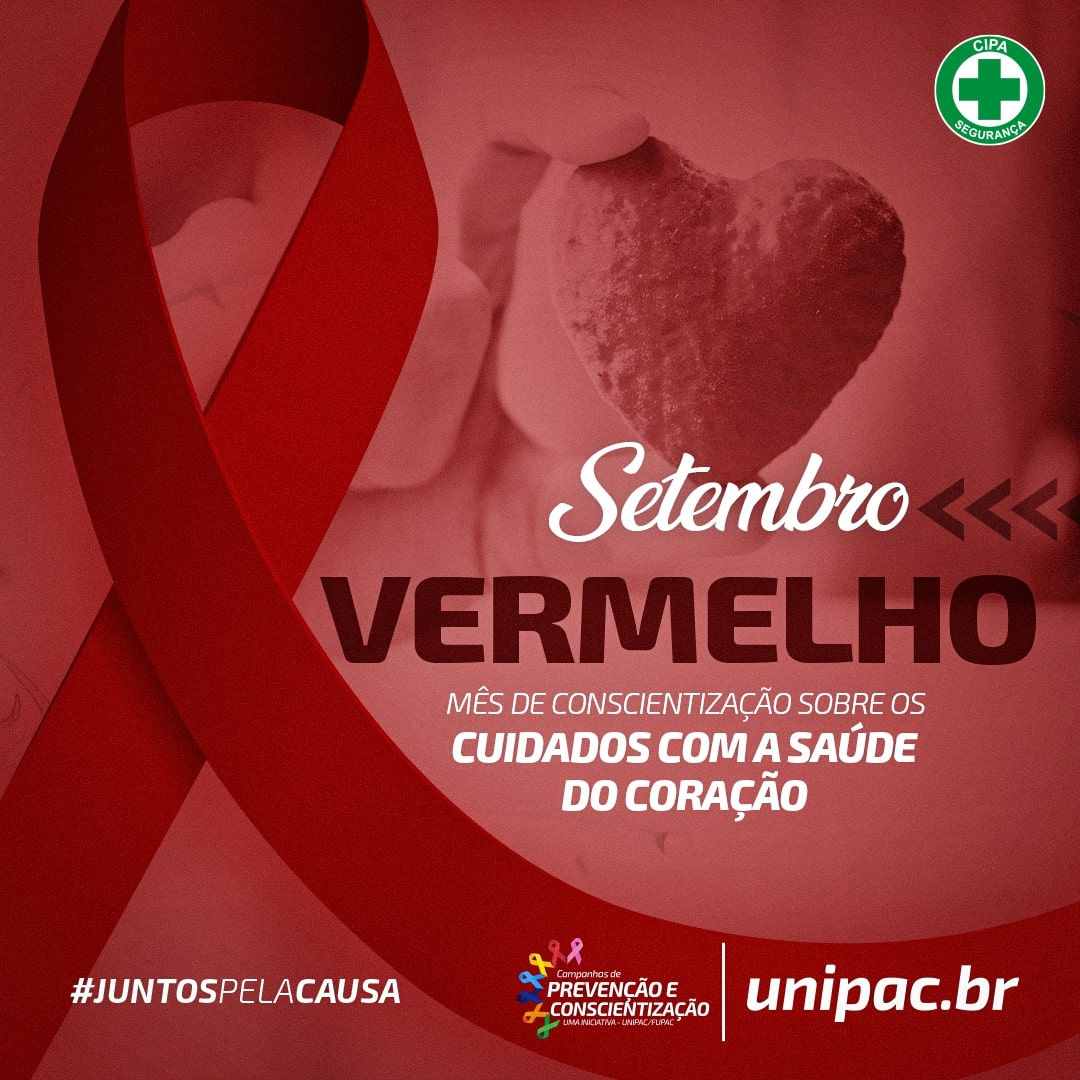 CIPA
SEGURANÇA
Setembro
VERMELHO
MÊS DE CONSCIENTIZAÇÃO SOBRE OS
CUIDADOS COM A SAÚDE
DO CORAÇÃO
#JUNTOSPELACAUSA
Campanhas de
PREVENÇÃO E
CONSCIENTIZAÇÃO
UMA INICIATIVA - UNIPAC/FUPAC
unipac.br